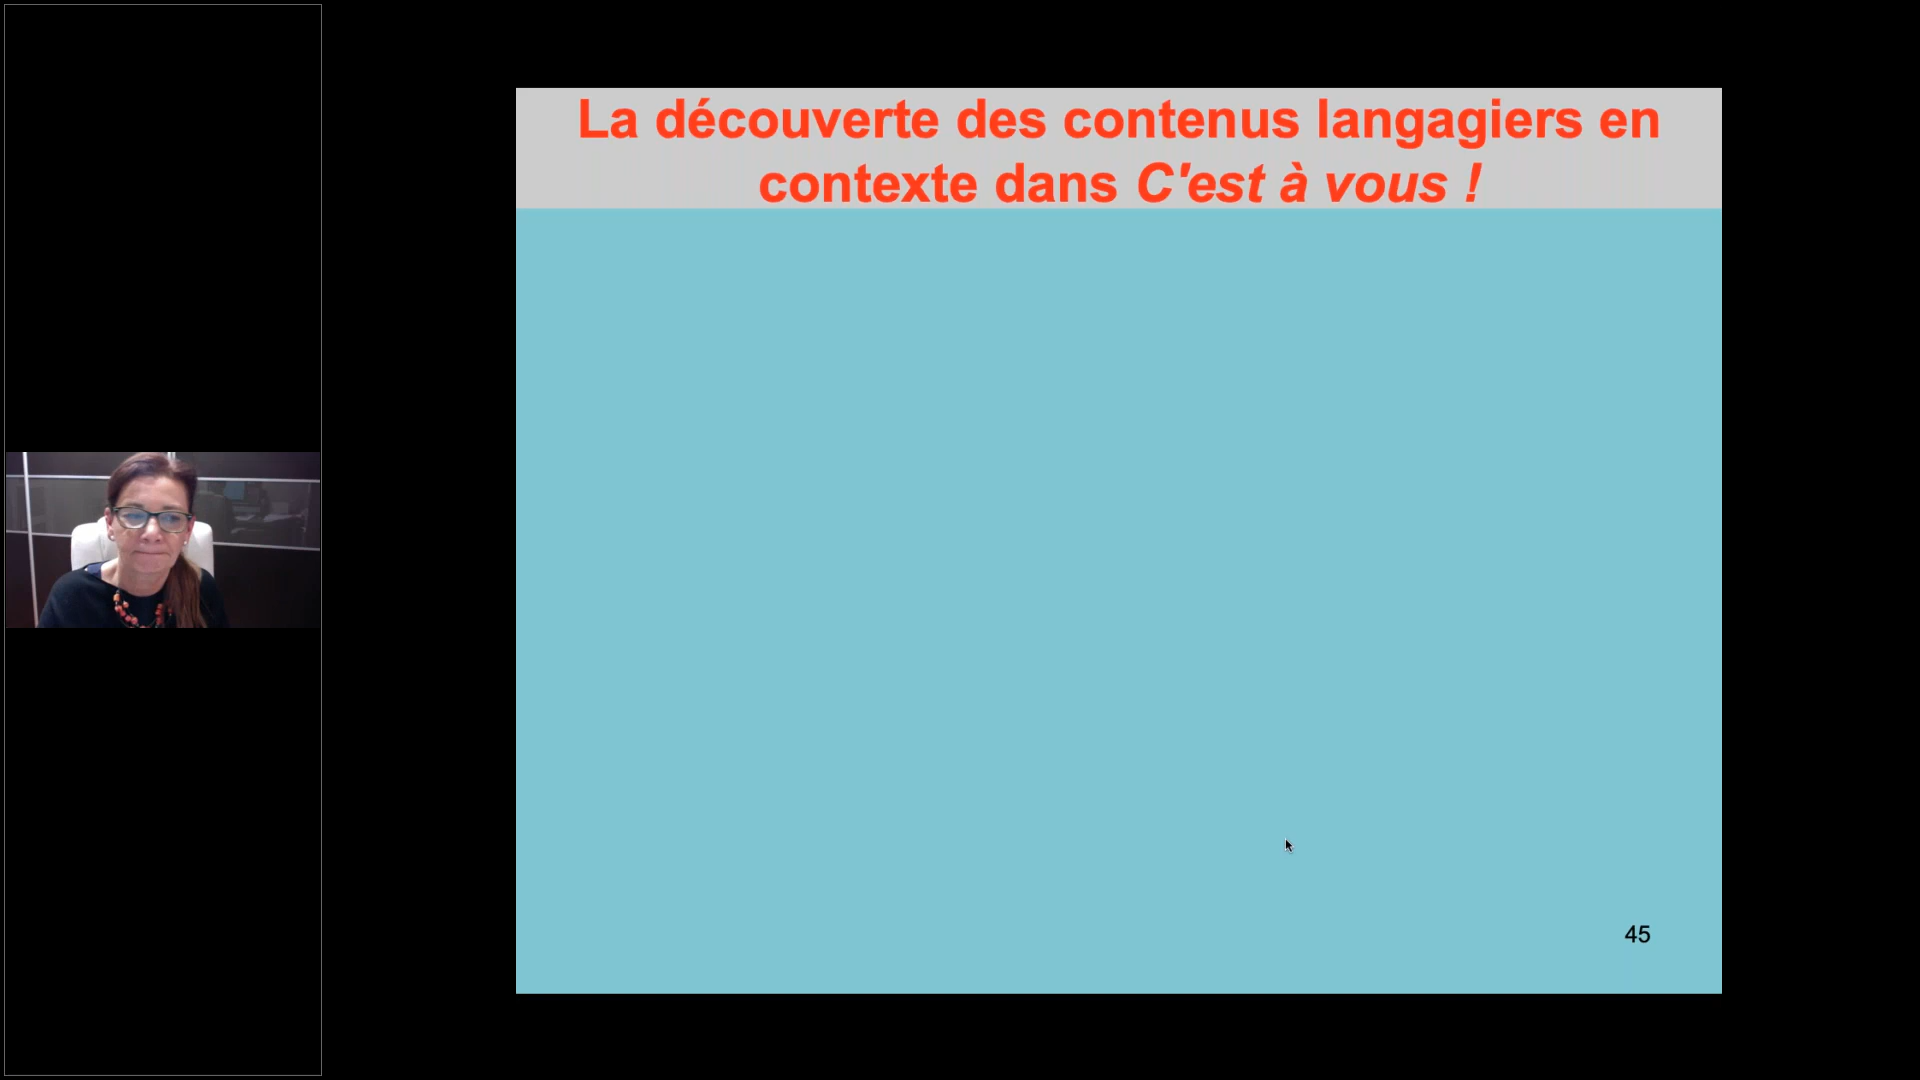 La découverte des contenus langagiers en
contexte dans C'est à vous !
45